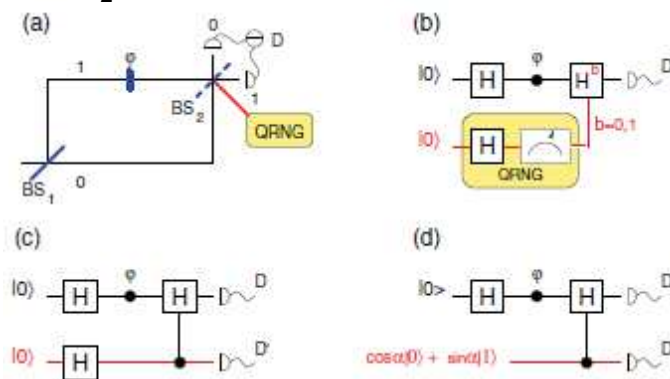 (a)
0
D
1
φ
BS2
1
QRNG
0
BS1
(b)
|0⟩ H φ H^b D
|0⟩ H b=0,1
QRNG
(c)
φ
|0⟩ H H D
|0⟩ H D'
(d)
φ
|0> H H D
cosα|0⟩ + sinα|1⟩